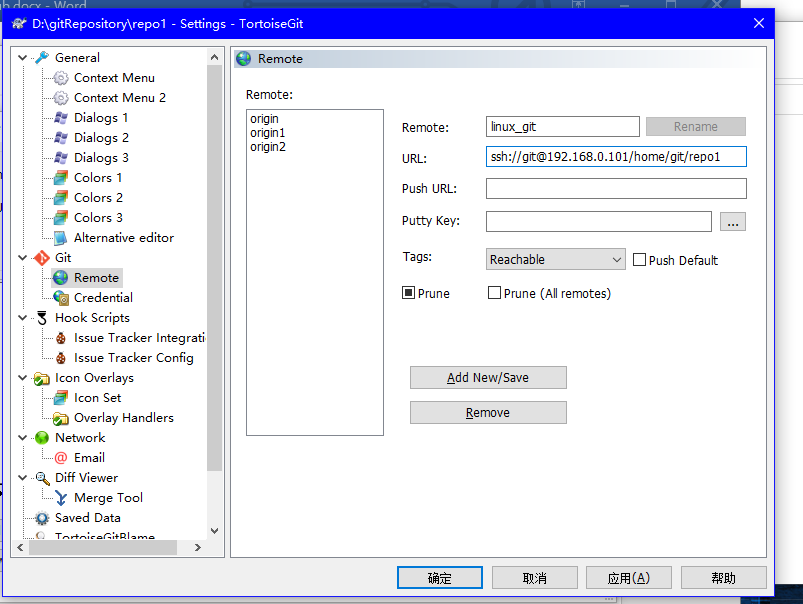 h.docx - Word
D:\gitRepository\repo1 - Settings - TortoiseGit
General
Context Menu
Context Menu 2
Dialogs 1
Dialogs 2
Dialogs 3
Colors 1
Colors 2
Colors 3
Alternative editor
Git
Remote
Credential
Hook Scripts
Issue Tracker Integrati
Issue Tracker Config
Icon Overlays
Icon Set
Overlay Handlers
Network
Email
Diff Viewer
Merge Tool
Saved Data
TortoiseGitBlame
Remote
Remote:
origin
origin1
origin2
Remote:
linux_git
Rename
URL:
ssh://git@192.168.0.101/home/git/repo1
Push URL:
Putty Key:
...
Tags:
Reachable
Push Default
Prune
Prune (All remotes)
Add New/Save
Remove
确定
取消
应用(A)
帮助